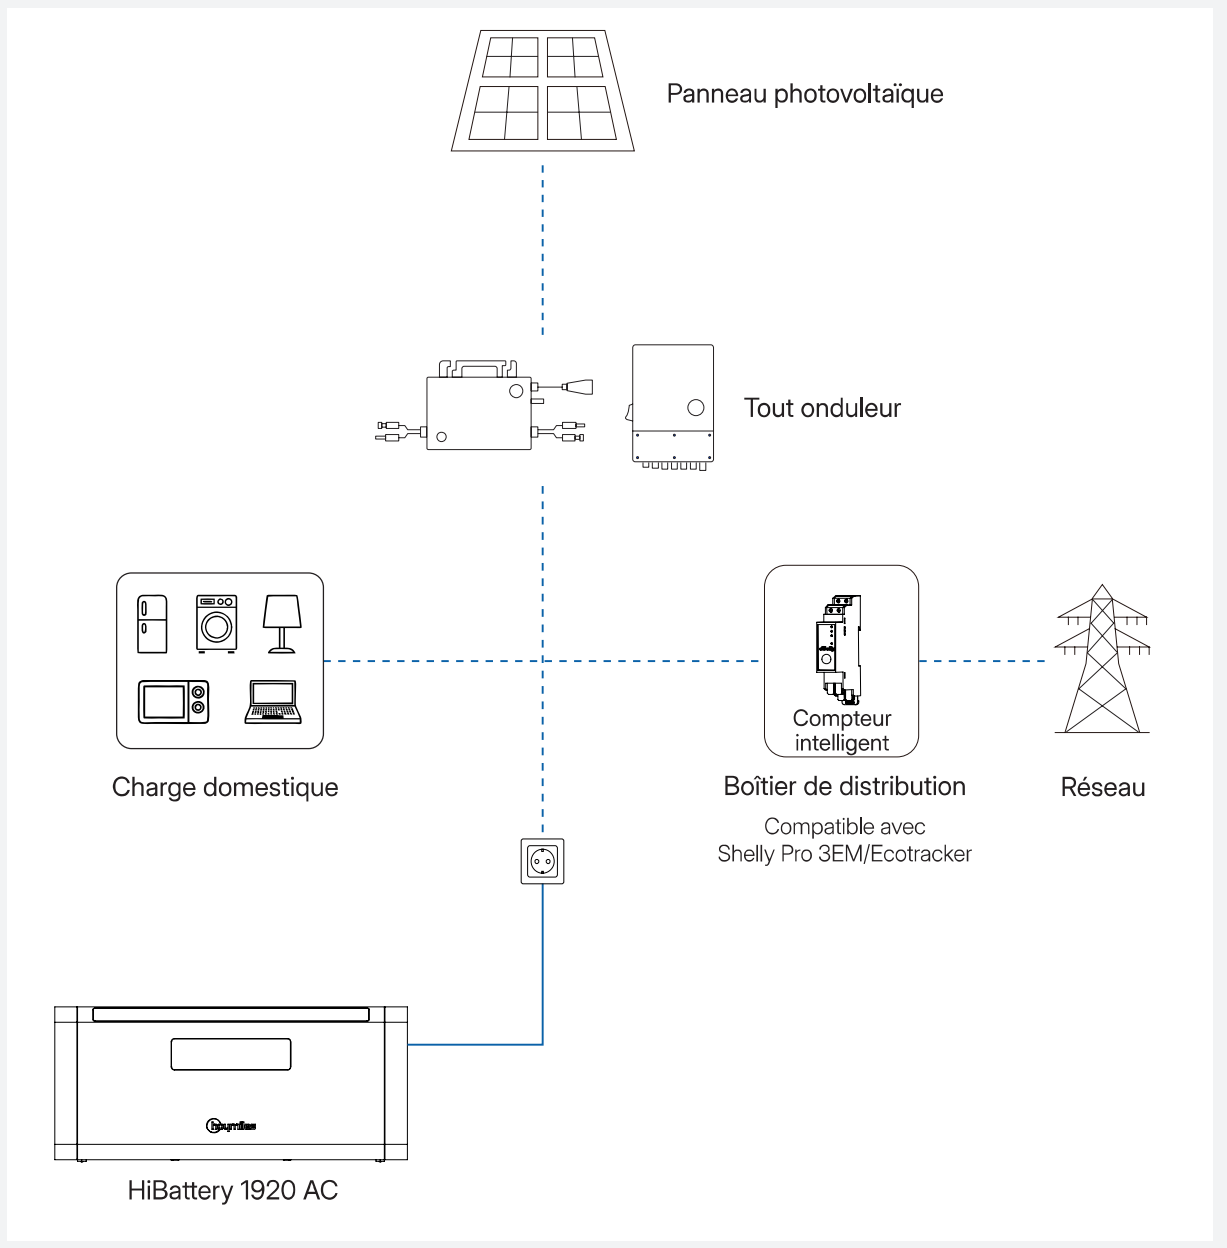 Panneau photovoltaïque
Tout onduleur
Compteur
intelligent
Charge domestique
Boîtier de distribution
Réseau
Compatible avec
Shelly Pro 3EM/Ecotracker
hoymiles
HiBattery 1920 AC